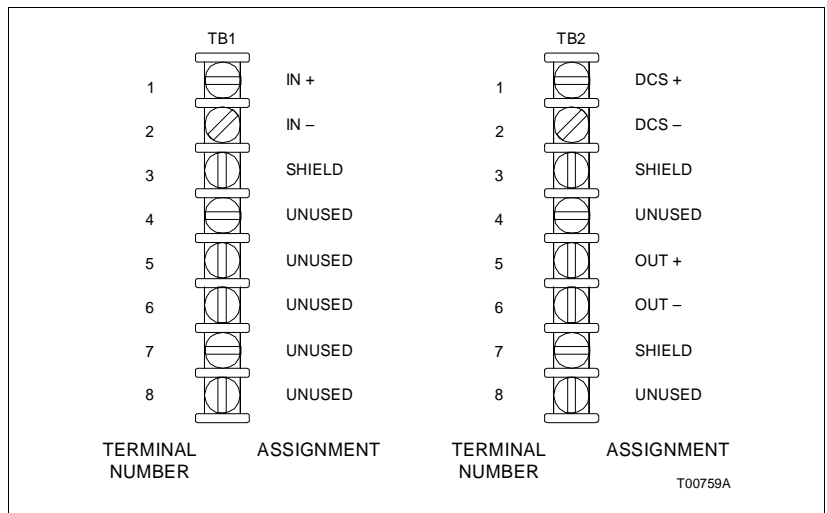 TB1 TB2
1 IN + 1 DCS +
2 IN – 2 DCS –
3 SHIELD 3 SHIELD
4 UNUSED 4 UNUSED
5 UNUSED 5 OUT +
6 UNUSED 6 OUT –
7 UNUSED 7 SHIELD
8 UNUSED 8 UNUSED
TERMINAL ASSIGNMENT TERMINAL ASSIGNMENT
NUMBER NUMBER
T00759A